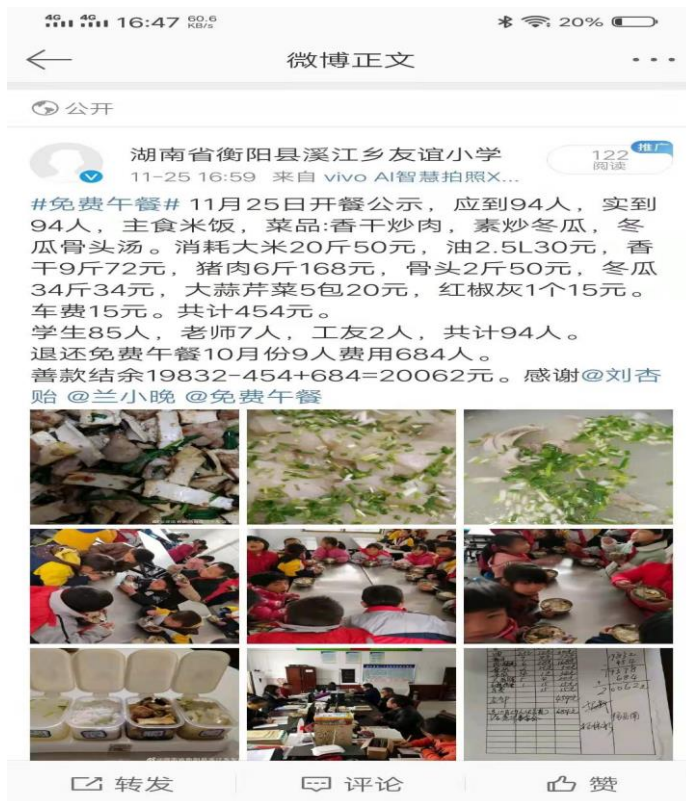 4G 4G 16:47 60.6 KB/s 20%
微博正文
公开
湖南省衡阳县溪江乡友谊小学
122 推广
阅读
11-25 16:59 来自 vivo AI智慧拍照X...
#免费午餐# 11月25日开餐公示，应到94人，实到
94人，主食米饭，菜品:香干炒肉，素炒冬瓜，冬
瓜骨头汤。消耗大米20斤50元，油2.5L30元，香
干9斤72元，猪肉6斤168元，骨头2斤50元，冬瓜
34斤34元，大蒜芹菜5包20元，红椒灰1个15元。
车费15元。共计454元。
学生85人，老师7人，工友2人，共计94人。
退还免费午餐10月份9人费用684人。
善款结余19832-454+684=20062元。感谢@刘杏
贻 @兰小晚 @免费午餐
转发 评论 赞